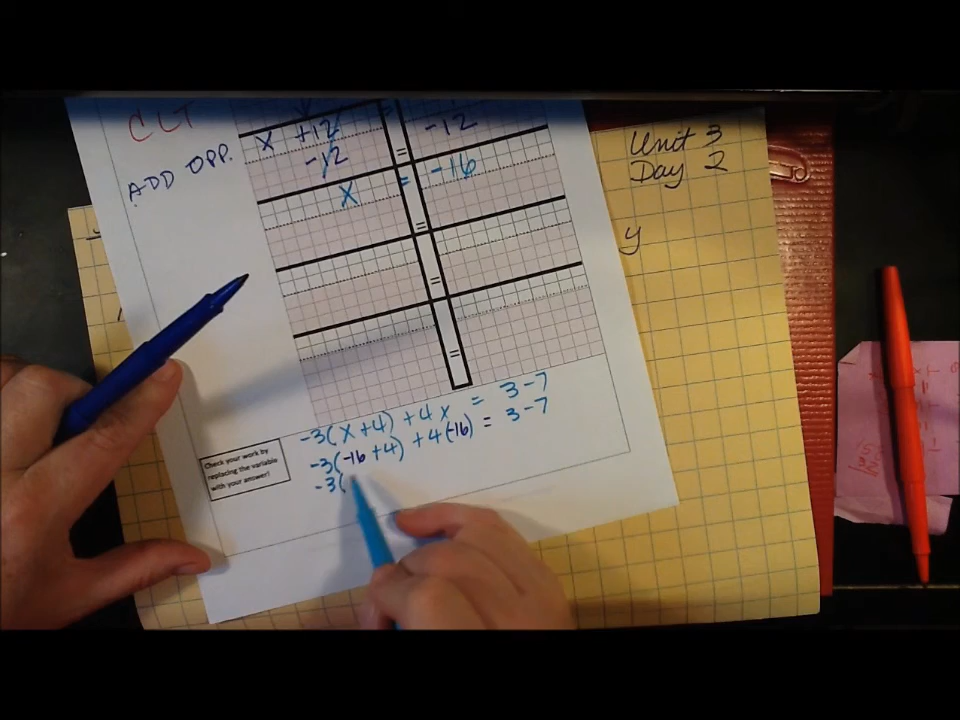 CLT
ADD OPP.
x +12 = -12
-12
x = -16
=
=
=
-3(x+4) +4x = 3-7
-3(-16+4) +4(-16) = 3-7
-3(
Check your work by
replacing the variable
with your answer!
Unit 3
Day 2
y